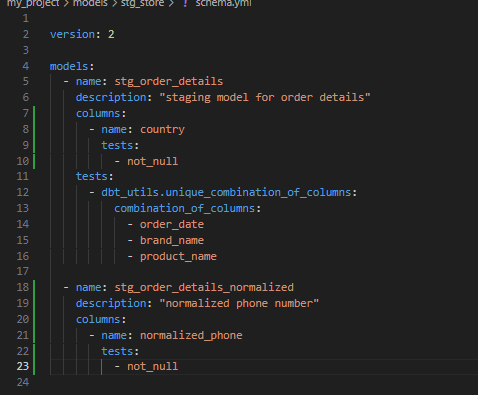 my_project > models > stg_store > ! schema.yml
1
2 version: 2
3
4 models:
5   - name: stg_order_details
6     description: "staging model for order details"
7     columns:
8       - name: country
9         tests:
10           - not_null
11     tests:
12       - dbt_utils.unique_combination_of_columns:
13           combination_of_columns:
14             - order_date
15             - brand_name
16             - product_name
17
18   - name: stg_order_details_normalized
19     description: "normalized phone number"
20     columns:
21       - name: normalized_phone
22         tests:
23           - not_null
24